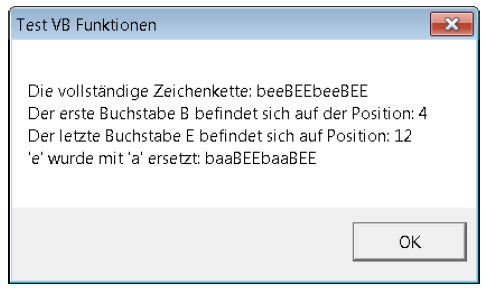 Test VB Funktionen
Die vollständige Zeichenkette: beeBEEbeeBEE
Der erste Buchstabe B befindet sich auf der Position: 4
Der letzte Buchstabe E befindet sich auf Position: 12
'e' wurde mit 'a' ersetzt: baaBEEbaaBEE
OK